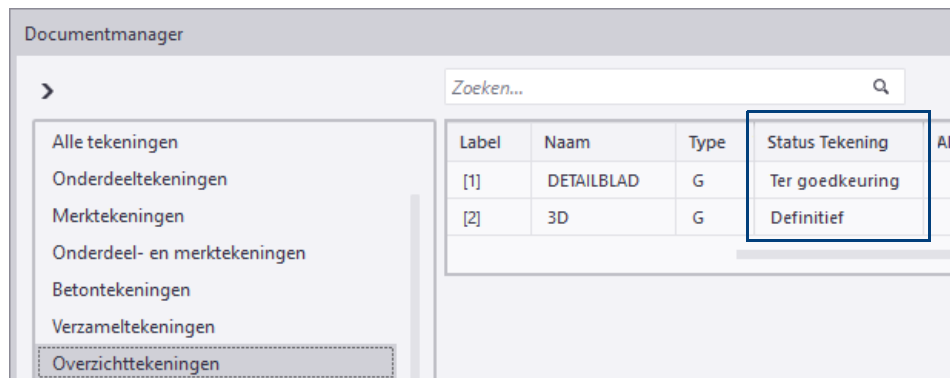 Documentmanager
Zoeken...
Alle tekeningen
Onderdeeltekeningen
Merktekeningen
Onderdeel- en merktekeningen
Betontekeningen
Verzameltekeningen
Overzichttekeningen
Label Naam Type Status Tekening
[1] DETAILBLAD G Ter goedkeuring
[2] 3D G Definitief